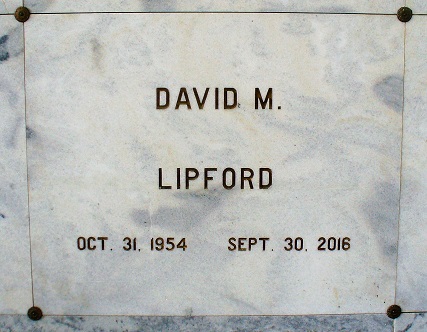 DAVID M.
LIPFORD
OCT. 31, 1954 SEPT. 30, 2016